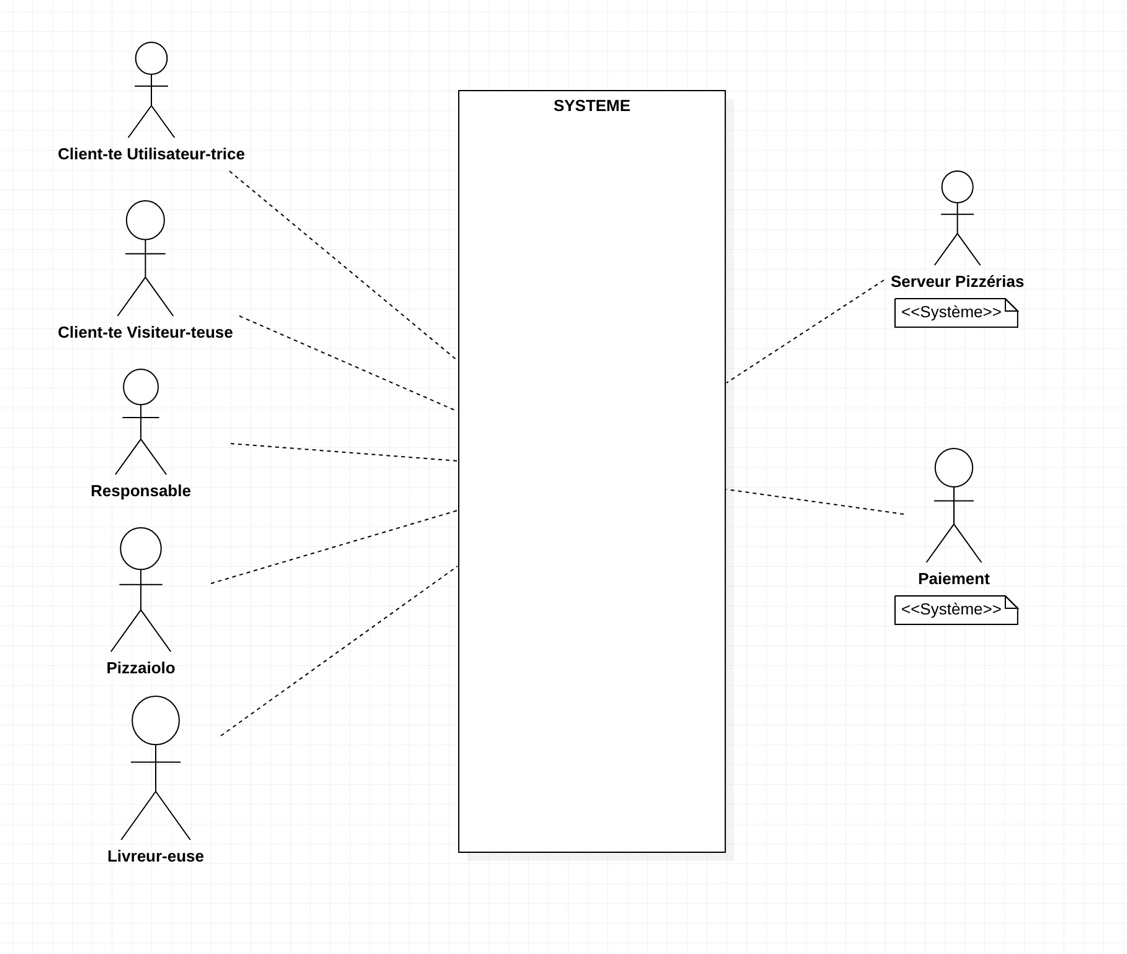 SYSTEME
Client-te Utilisateur-trice
Client-te Visiteur-teuse
Responsable
Pizzaiolo
Livreur-euse
Serveur Pizzérias
<<Système>>
Paiement
<<Système>>